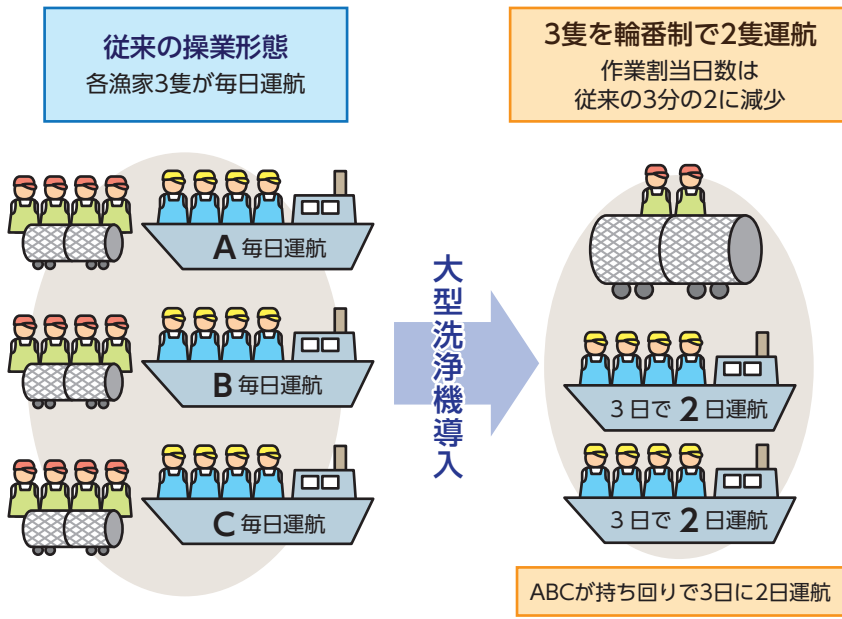 従来の操業形態
各漁家3隻が毎日運航
A 毎日運航
B 毎日運航
C 毎日運航
大型洗浄機導入
3隻を輪番制で2隻運航
作業割当日数は
従来の3分の2に減少
3日で 2 日運航
3日で 2 日運航
ABCが持ち回りで3日に2日運航